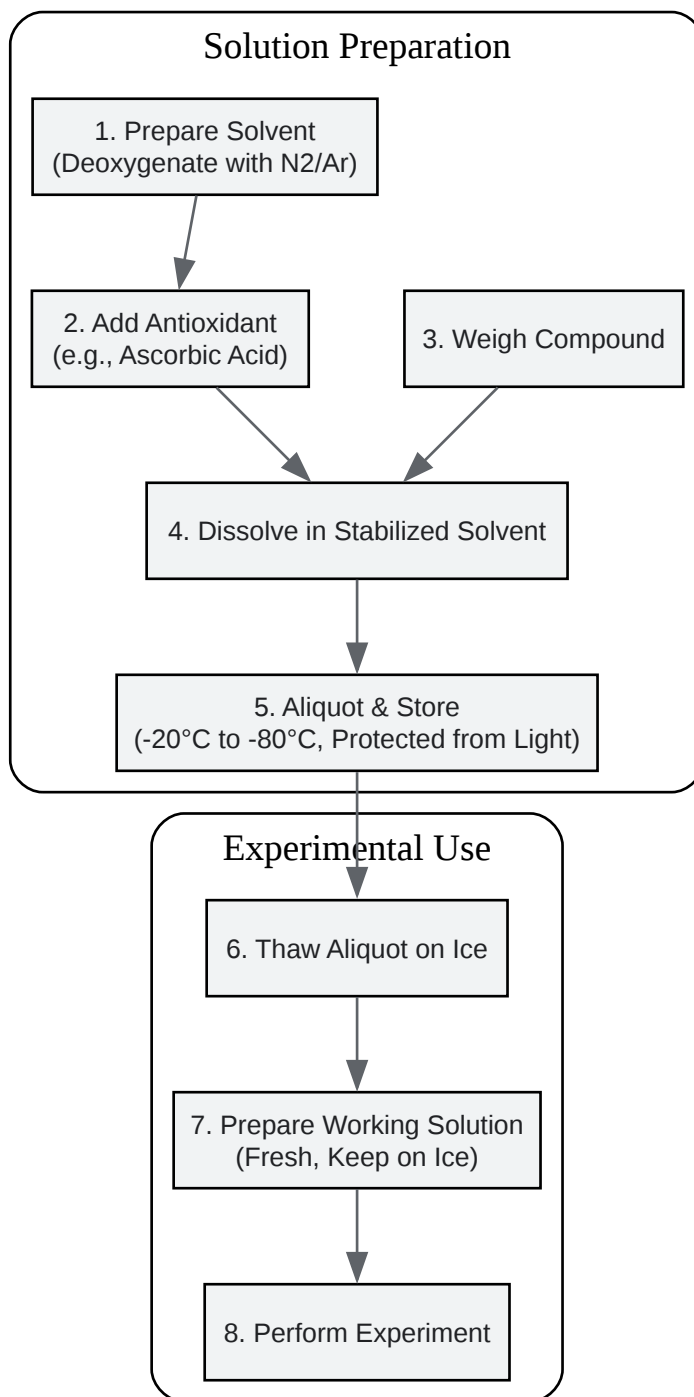 Solution Preparation
1. Prepare Solvent
(Deoxygenate with N2/Ar)
2. Add Antioxidant
(e.g., Ascorbic Acid)
3. Weigh Compound
4. Dissolve in Stabilized Solvent
5. Aliquot & Store
(-20°C to -80°C, Protected from Light)
Experimental Use
6. Thaw Aliquot on Ice
7. Prepare Working Solution
(Fresh, Keep on Ice)
8. Perform Experiment